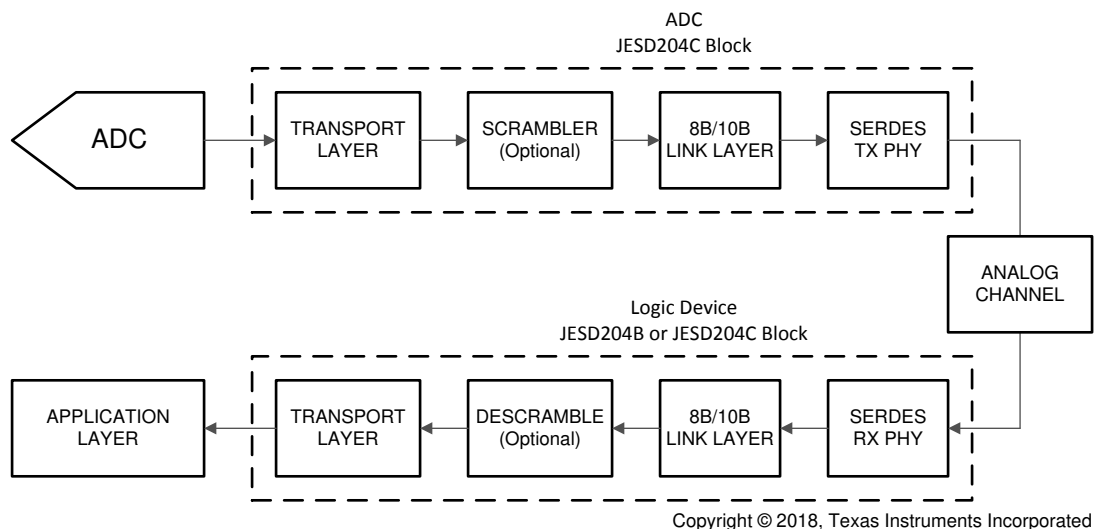 ADC
JESD204C Block
ADC
TRANSPORT
LAYER
SCRAMBLER
(Optional)
8B/10B
LINK LAYER
SERDES
TX PHY
ANALOG
CHANNEL
Logic Device
JESD204B or JESD204C Block
APPLICATION
LAYER
TRANSPORT
LAYER
DESCRAMBLE
(Optional)
8B/10B
LINK LAYER
SERDES
RX PHY
Copyright © 2018, Texas Instruments Incorporated